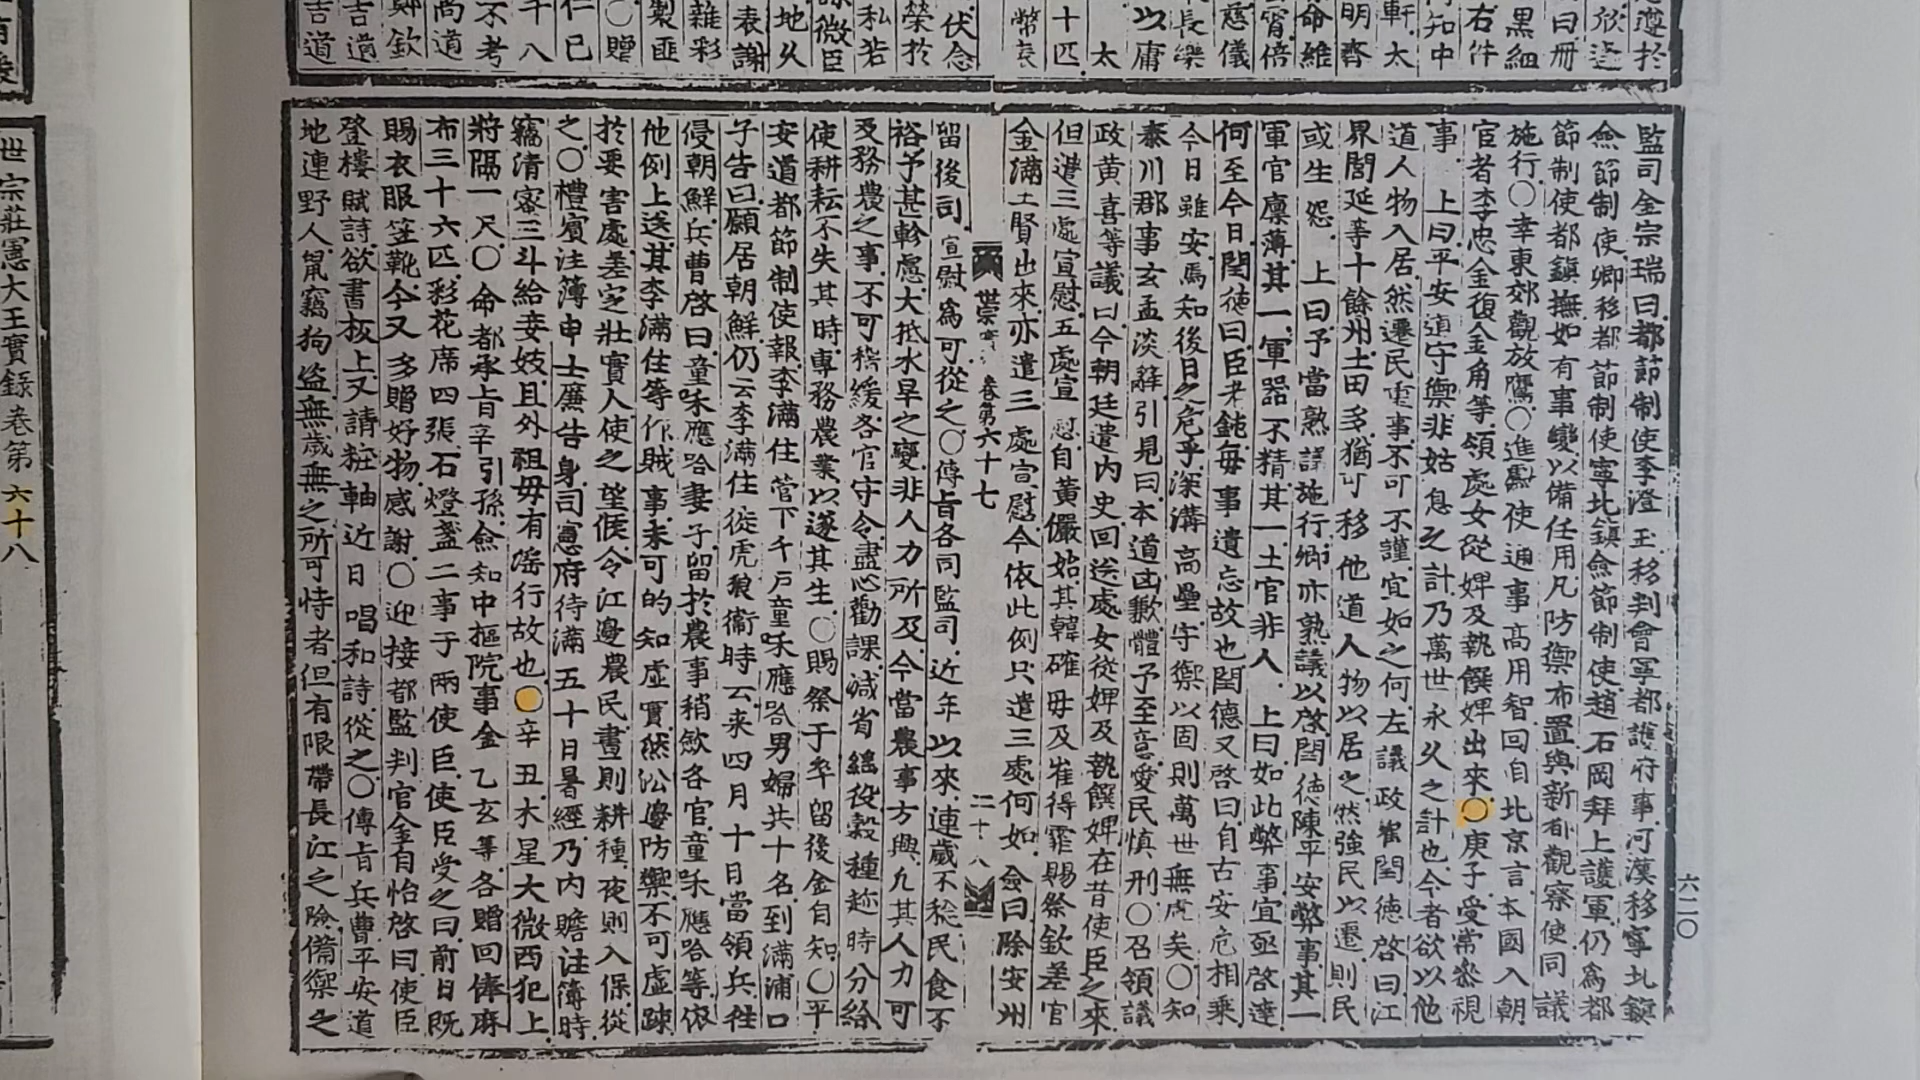 監司金宗瑞曰都節制使李澄玉移判會寧都護府事河漢移寧北鎭
僉節制使卿移都節制使寧北鎭僉節制使趙石岡拜上護軍仍爲都
節制使都鎭撫如有事變以備任用凡防禦布置與新都觀察使同議
施行○幸東郊觀放鷹○進獻使通事高用智回自北京言本國入朝
宦者李忠金復金角等領處女從婢及執饌婢出來○庚子受常參視
事上曰平安道守禦非姑息之計乃萬世永久之計也今者欲以他
道人物入居然遷民重事不可不謹宜如之何左議政崔閏德啓曰江
界閭延等十餘州土田多猶可移他道人物以居之然強民以遷則民
或生怨上曰予當熟議施行卿亦熟議以啓閏德陳平安弊事其一
軍官廩薄其一軍器不精其一土官非人上曰如此弊事宜亟啓達
何至今日閏德曰臣老鈍每事遺忘故也閏德又啓曰自古安危相乘
今日雖安焉知後日之危乎深溝高壘守禦以固則萬世無虞矣○知
泰川郡事玄孟淡辭引見曰本道凶歉體予至意愛民愼刑○召領議
政黃喜等議曰今朝廷遣內史回送處女從婢及執饌婢在昔使臣之來
但遣三處宣慰五處宣慰自黃儼始其韓確母及崔得霏賜祭欽差官
金滿土賢出來亦遣三處宣慰今依此例只遣三處何如僉曰除安州
卷第六十七
二十八
留後司宣慰爲可從之○傳旨各司監司近年以來連歲不稔民食不
裕予甚軫慮大抵水旱之變非人力所及今當農事方興凡其人力可
及務農之事不可稽緩各官守令盡心勸課減省徭役穀種趁時分給
使耕耘不失其時專務農業以遂其生○賜祭于卒留後金自知○平
安道都節制使報李滿住管下千戶童咊應哈男婦共十名到滿浦口
子告曰願居朝鮮仍云李滿住從虎狼衞時云來四月十日當領兵往
侵朝鮮兵曹啓曰童咊應哈妻子留於農事稍歛各官童咊應哈等依
他例上送其李滿住等作賊事未可的知虛實然沿邊防禦不可虛踈
於要害處差定壯實人使之望候令江邊農民晝則耕種夜則入保從
之○禮賓注簿申士廉告身司憲府待滿五十日署經乃內贍注簿時
竊淸蜜三斗給妾妓且外祖母有淫行故也○辛丑木星大微西犯上
將隔一尺○命都承旨辛引孫僉知中樞院事金乙玄等各贈回俸麻
布三十六匹彩花席四張石燈盞二事于兩使臣使臣受之曰前日旣
賜衣服笠靴今又多贈好物感謝○迎接都監判官金自怡啓曰使臣
登樓賦詩欲書板上又請粧軸近日唱和詩從之○傳旨兵曹平安道
地連野人鼠竊狗盜無歲無之所可恃者但有限帶長江之險備禦之
六二○
世宗莊憲大王實錄卷第六十八